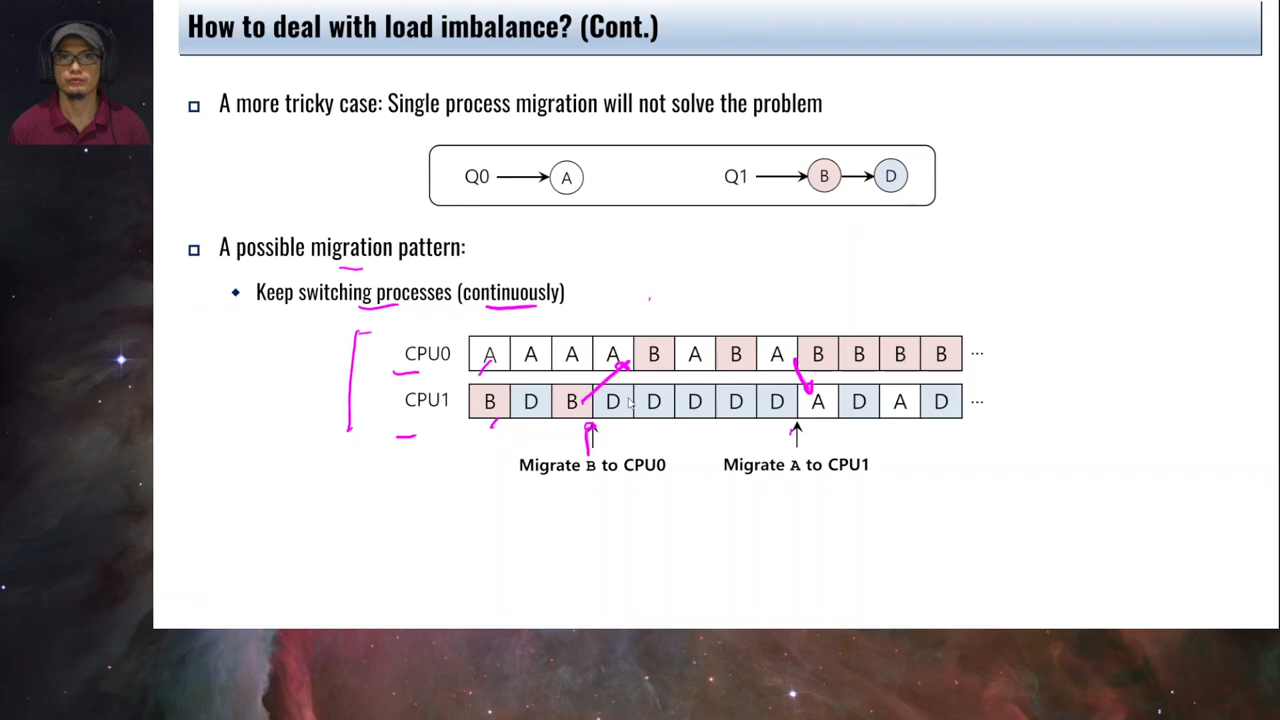 How to deal with load imbalance? (Cont.)
A more tricky case: Single process migration will not solve the problem
Q0 A Q1 B D
A possible migration pattern:
Keep switching processes (continuously)
CPU0 A A A A B A B A B B B B ...
CPU1 B D B D D D D D A D A D ...
Migrate B to CPU0 Migrate A to CPU1